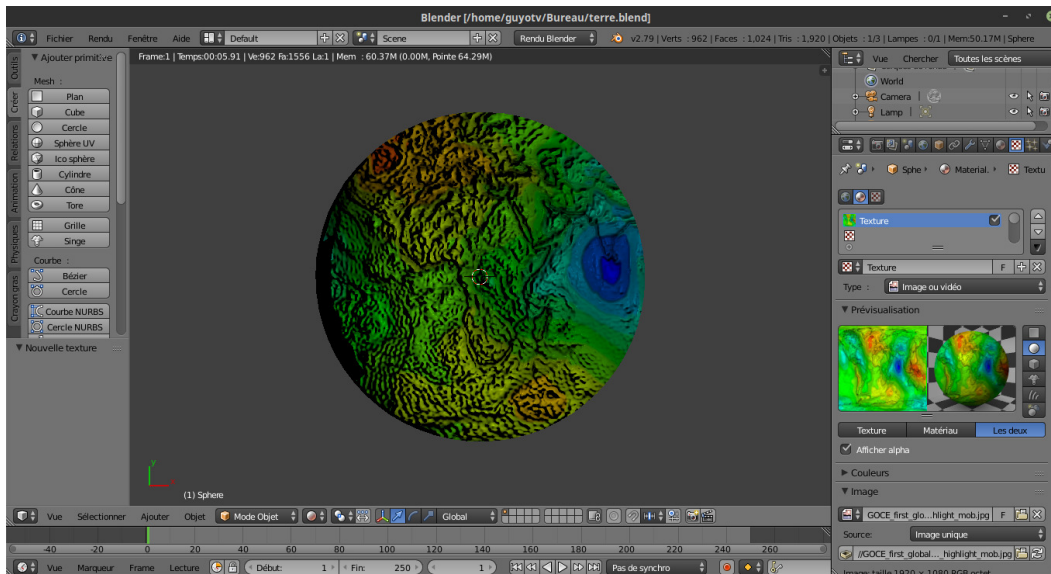 Blender [/home/guyotv/Bureau/terre.blend]
Fichier Rendu Fenêtre Aide Default Scene Rendu Blender v2.79 | Verts : 962 | Faces : 1,024 | Tris : 1,920 | Objets : 1/3 | Lampes : 0/1 | Mem:50.17M | Sphere
Outils
Créer
Relations
Animation
Physiques
Crayon gras
Ajouter primitive
Mesh :
Plan
Cube
Cercle
Sphère UV
Ico sphère
Cylindre
Cône
Tore
Grille
Singe
Courbe :
Bézier
Cercle
Courbe NURBS
Cercle NURBS
Nouvelle texture
Frame:1 | Temps:00:05.91 | Ve:962 Fa:1556 La:1 | Mem : 60.37M (0.00M, Pointe 64.29M)
y
(1) Sphere
Vue Sélectionner Ajouter Objet Mode Objet Global
-40 -20 0 20 40 60 80 100 120 140 160 180 200 220 240 260
Vue Marqueur Frame Lecture Début: 1 Fin: 250 1 Pas de synchro
Vue Chercher Toutes les scènes
World
Camera
Lamp
Sphe Material. Textu
Texture
Texture F
Type : Image ou vidéo
Prévisualisation
Texture Matériau Les deux
Afficher alpha
Couleurs
Image
GOCE_first_glo...hlight_mob.jpg F
Source: Image unique
//GOCE_first_global..._highlight_mob.jpg
Image: taille 1920 x 1080 RGB octet